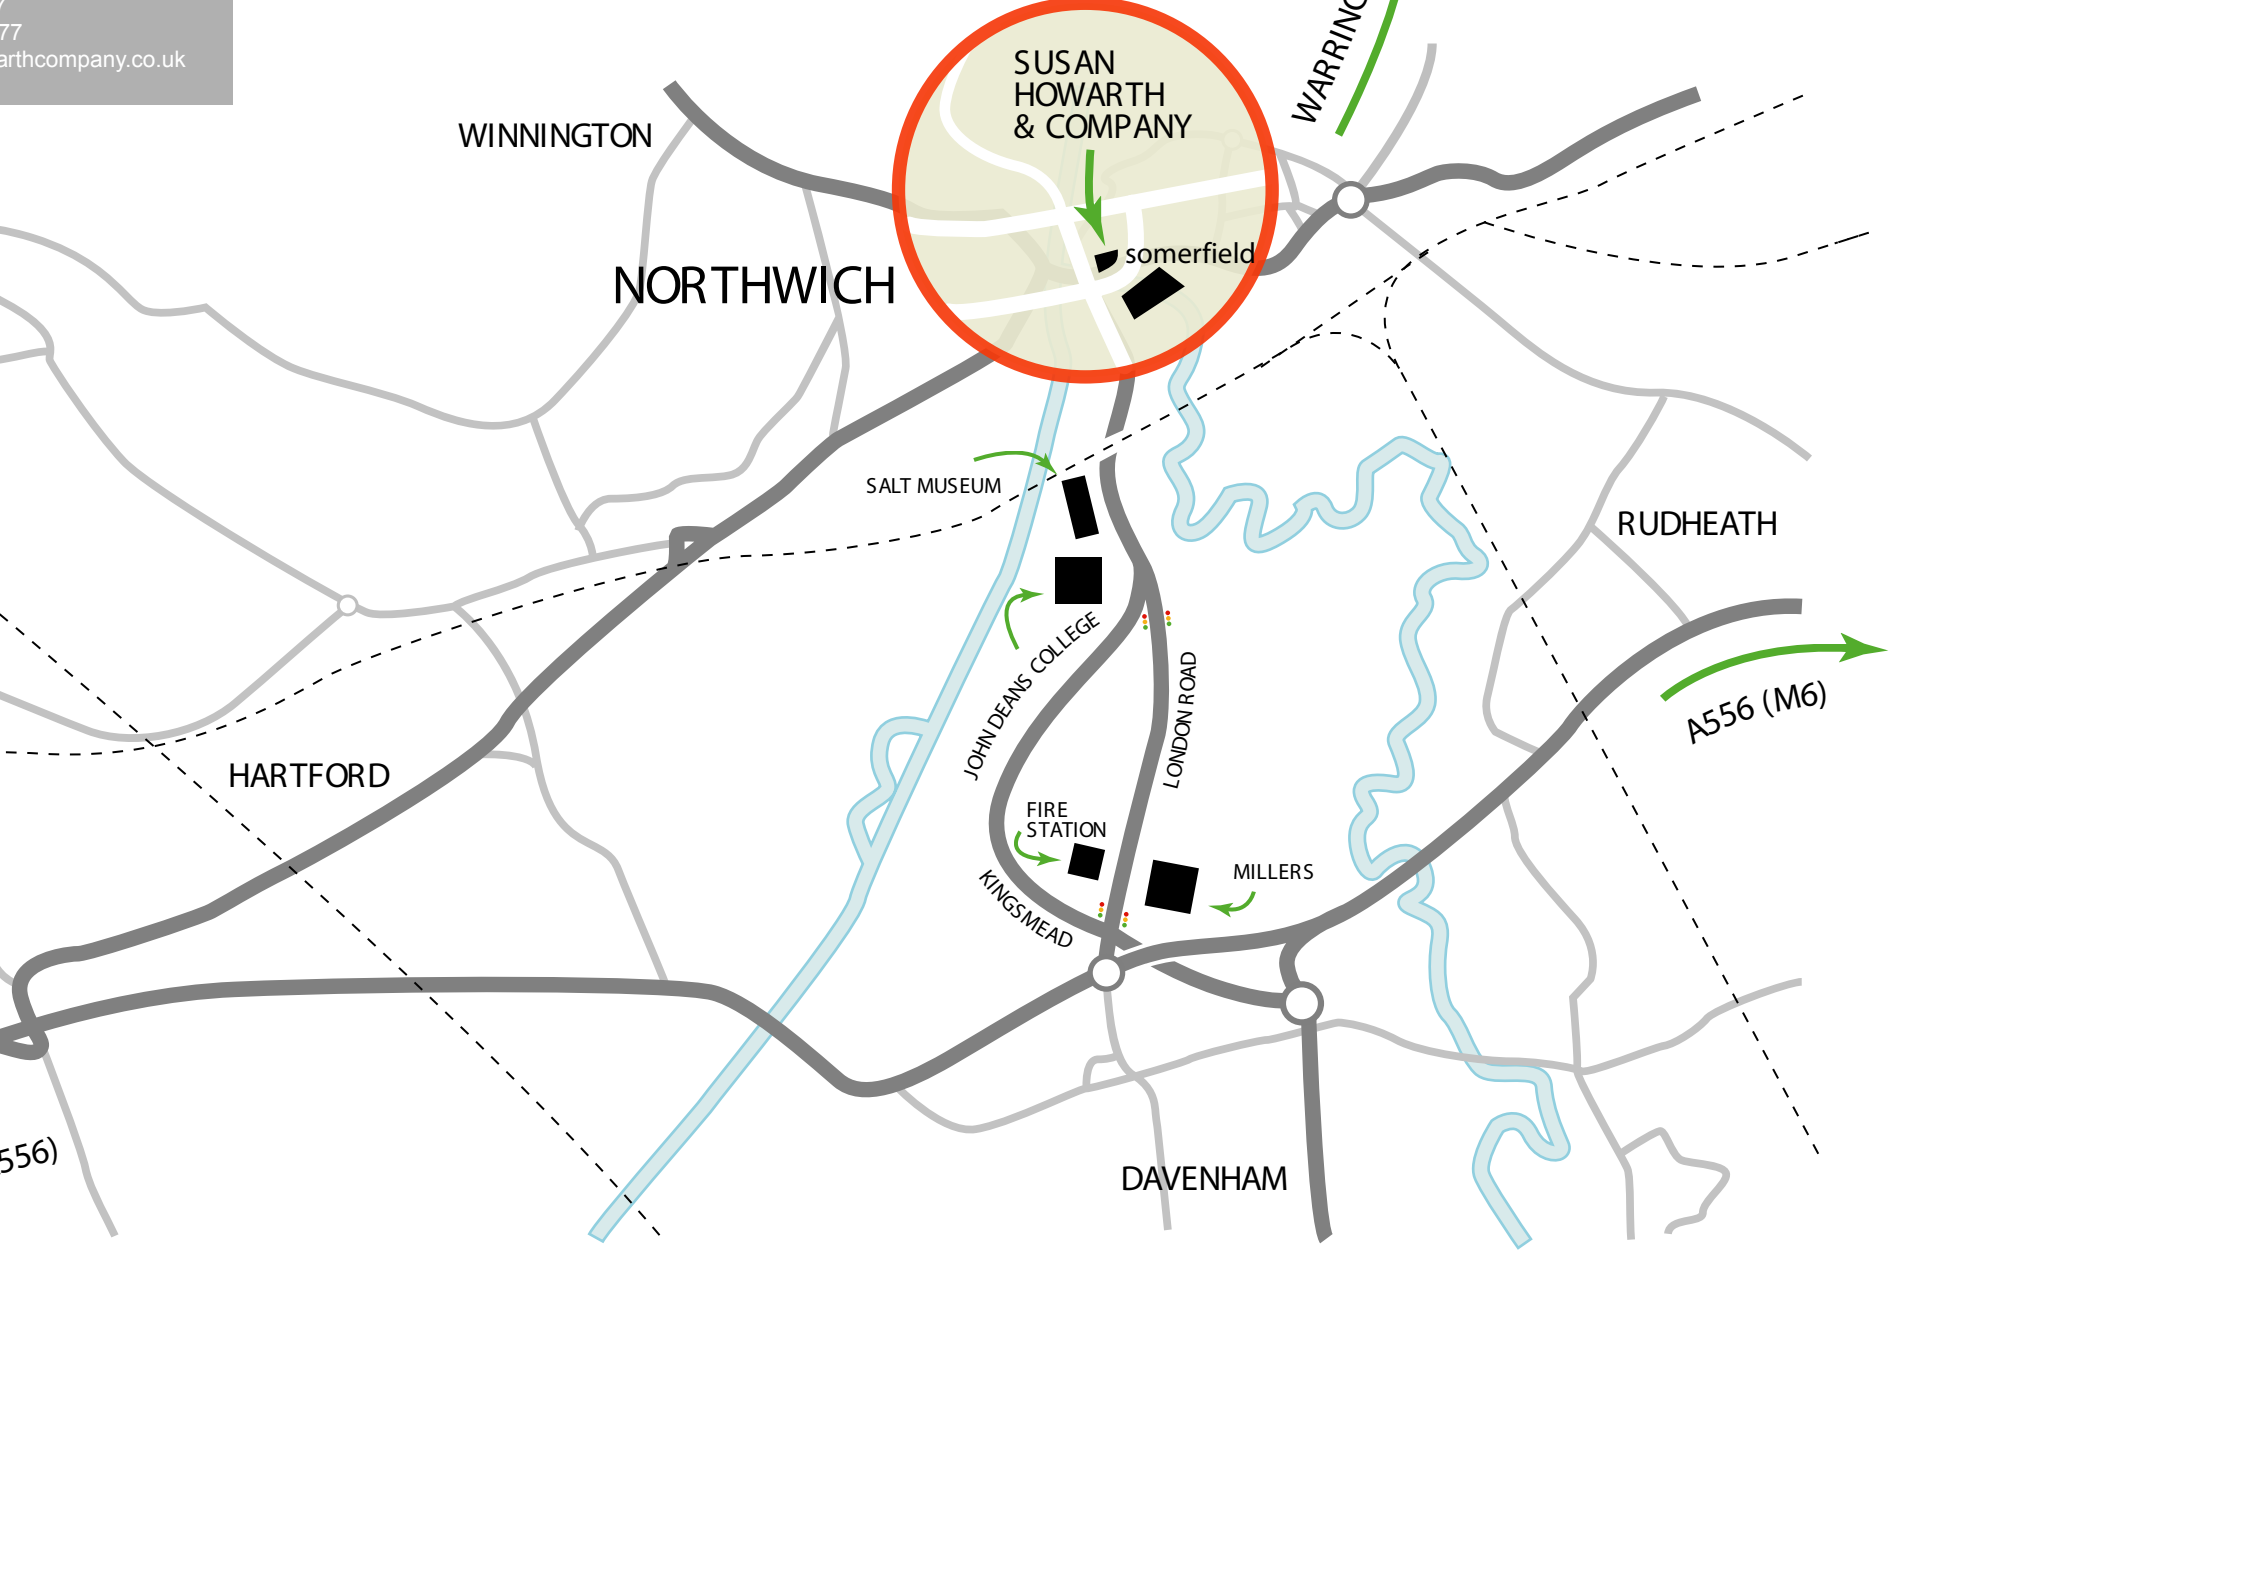 77
arthcompany.co.uk
SUSAN
HOWARTH
& COMPANY
WINNINGTON
NORTHWICH
somerfield
SALT MUSEUM
RUDHEATH
JOHN DEANS COLLEGE
LONDON ROAD
A556 (M6)
HARTFORD
FIRE
STATION
MILLERS
KINGSMEAD
556)
DAVENHAM